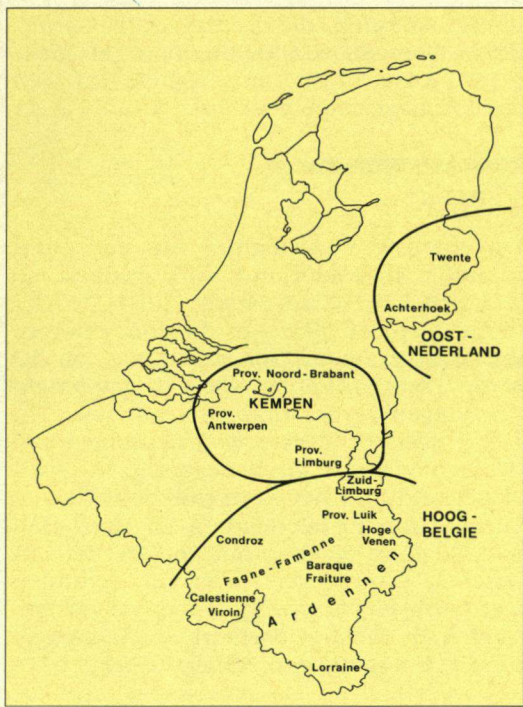 Twente
Achterhoek
OOST -
NEDERLAND
Prov. Noord-Brabant
KEMPEN
Prov.
Antwerpen
Prov.
Limburg
Zuid-
Limburg
Prov. Luik
HOOG -
BELGIE
Hoge
Venen
Condroz
Fagne-Famenne
Baraque
Fraiture
Ardennen
Calestienne
Viroin
Lorraine